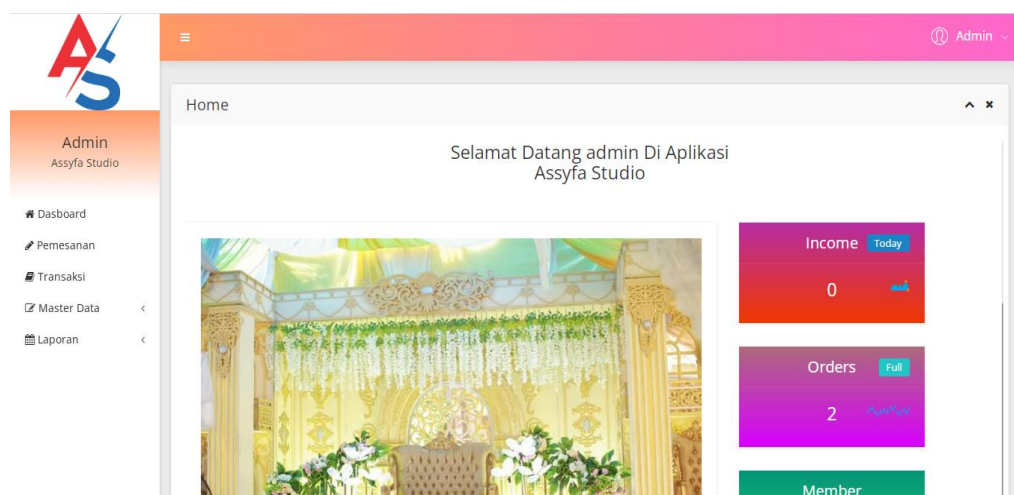 AS
Admin
Assyfa Studio
Dasboard
Pemesanan
Transaksi
Master Data
Laporan
Admin
Home
Selamat Datang admin Di Aplikasi
Assyfa Studio
Income Today
0
Orders Full
2
Member